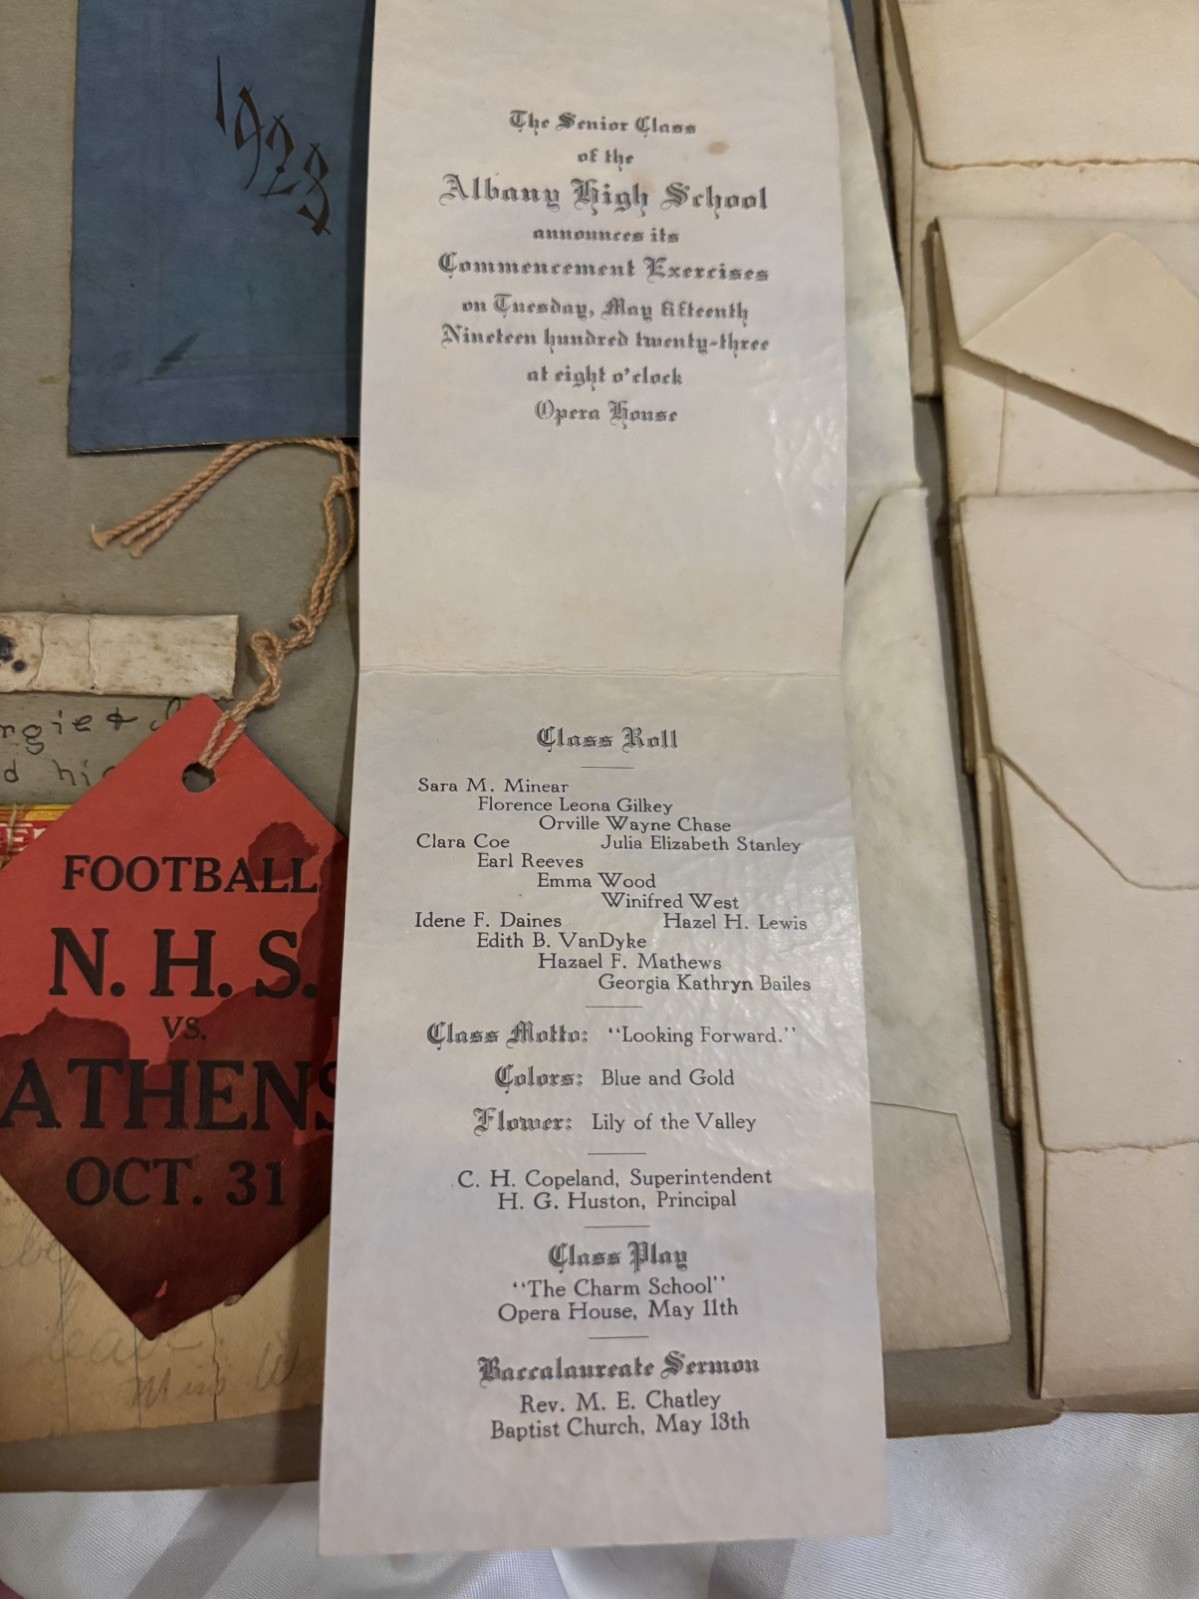 1923
The Senior Class
of the
Albany High School
announces its
Commencement Exercises
on Tuesday, May fifteenth
Nineteen hundred twenty-three
at eight o'clock
Opera House
Class Roll
Sara M. Minear
Florence Leona Gilkey
Orville Wayne Chase
Clara Coe Julia Elizabeth Stanley
Earl Reeves
Emma Wood
Winifred West
Idene F. Daines Hazel H. Lewis
Edith B. VanDyke
Hazael F. Mathews
Georgia Kathryn Bailes
Class Motto: "Looking Forward."
Colors: Blue and Gold
Flower: Lily of the Valley
C. H. Copeland, Superintendent
H. G. Huston, Principal
Class Play
"The Charm School"
Opera House, May 11th
Baccalaureate Sermon
Rev. M. E. Chatley
Baptist Church, May 13th
FOOTBALL
N. H. S.
VS.
ATHENS
OCT. 31
Miss